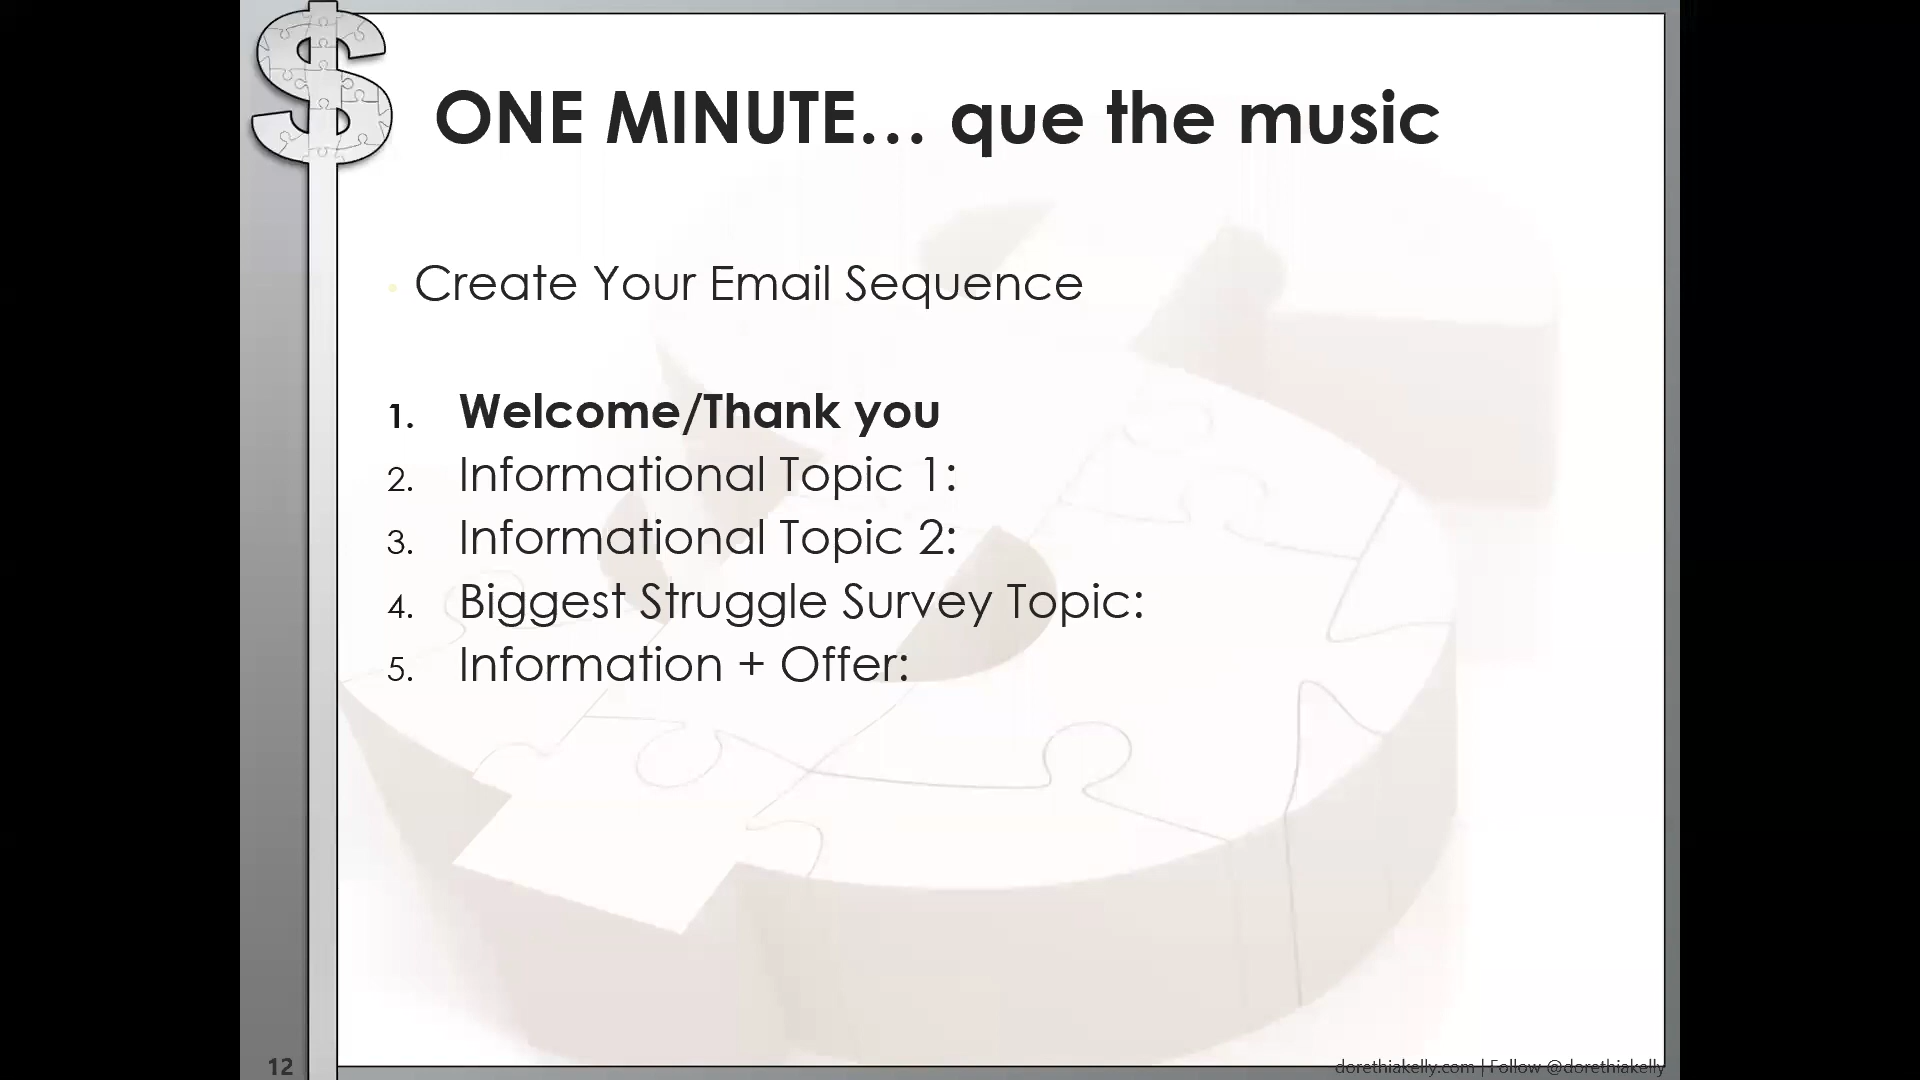 ONE MINUTE... que the music
• Create Your Email Sequence
1. Welcome/Thank you
2. Informational Topic 1:
3. Informational Topic 2:
4. Biggest Struggle Survey Topic:
5. Information + Offer:
12
dorethiakelly.com | Follow @dorethiakelly